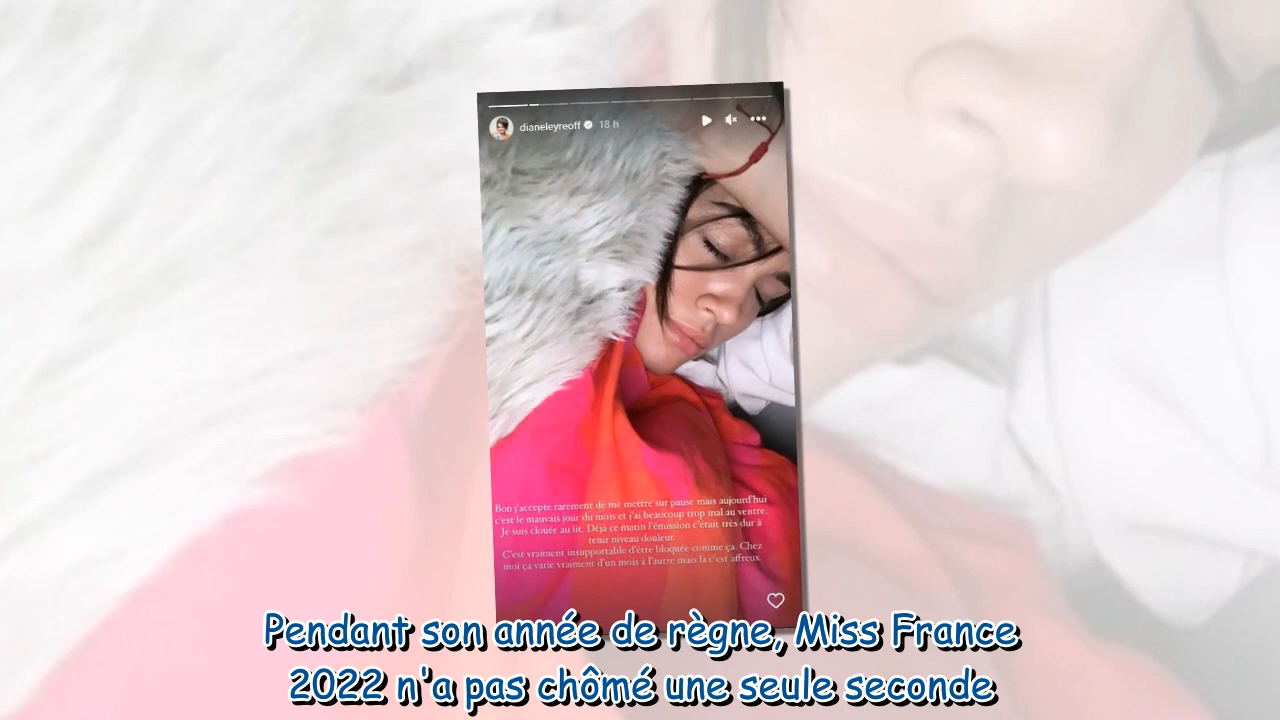 dianeleyreoff 18 h
Bon j'accepte rarement de me mettre sur pause mais aujourd'hui
c'est le mauvais jour du mois et j'ai beaucoup trop mal au ventre.
Je suis clouée au lit. Déjà ce matin l'émission c'était très dur à
tenir niveau douleur.
C'est vraiment insupportable d'être bloquée comme ça. Chez
moi ça varie vraiment d'un mois à l'autre mais là c'est affreux.
Pendant son année de règne, Miss France
2022 n'a pas chômé une seule seconde